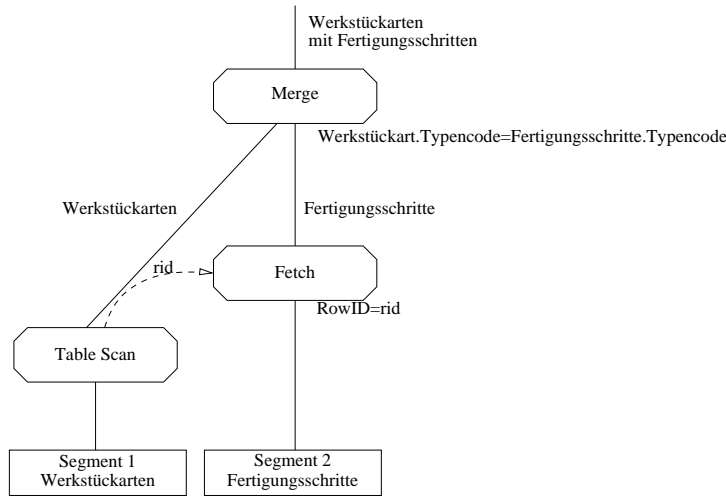 Werkstückarten
mit Fertigungsschritten
Merge
Werkstückart.Typencode=Fertigungsschritte.Typencode
Werkstückarten
Fertigungsschritte
rid
Fetch
RowID=rid
Table Scan
Segment 1
Werkstückarten
Segment 2
Fertigungsschritte